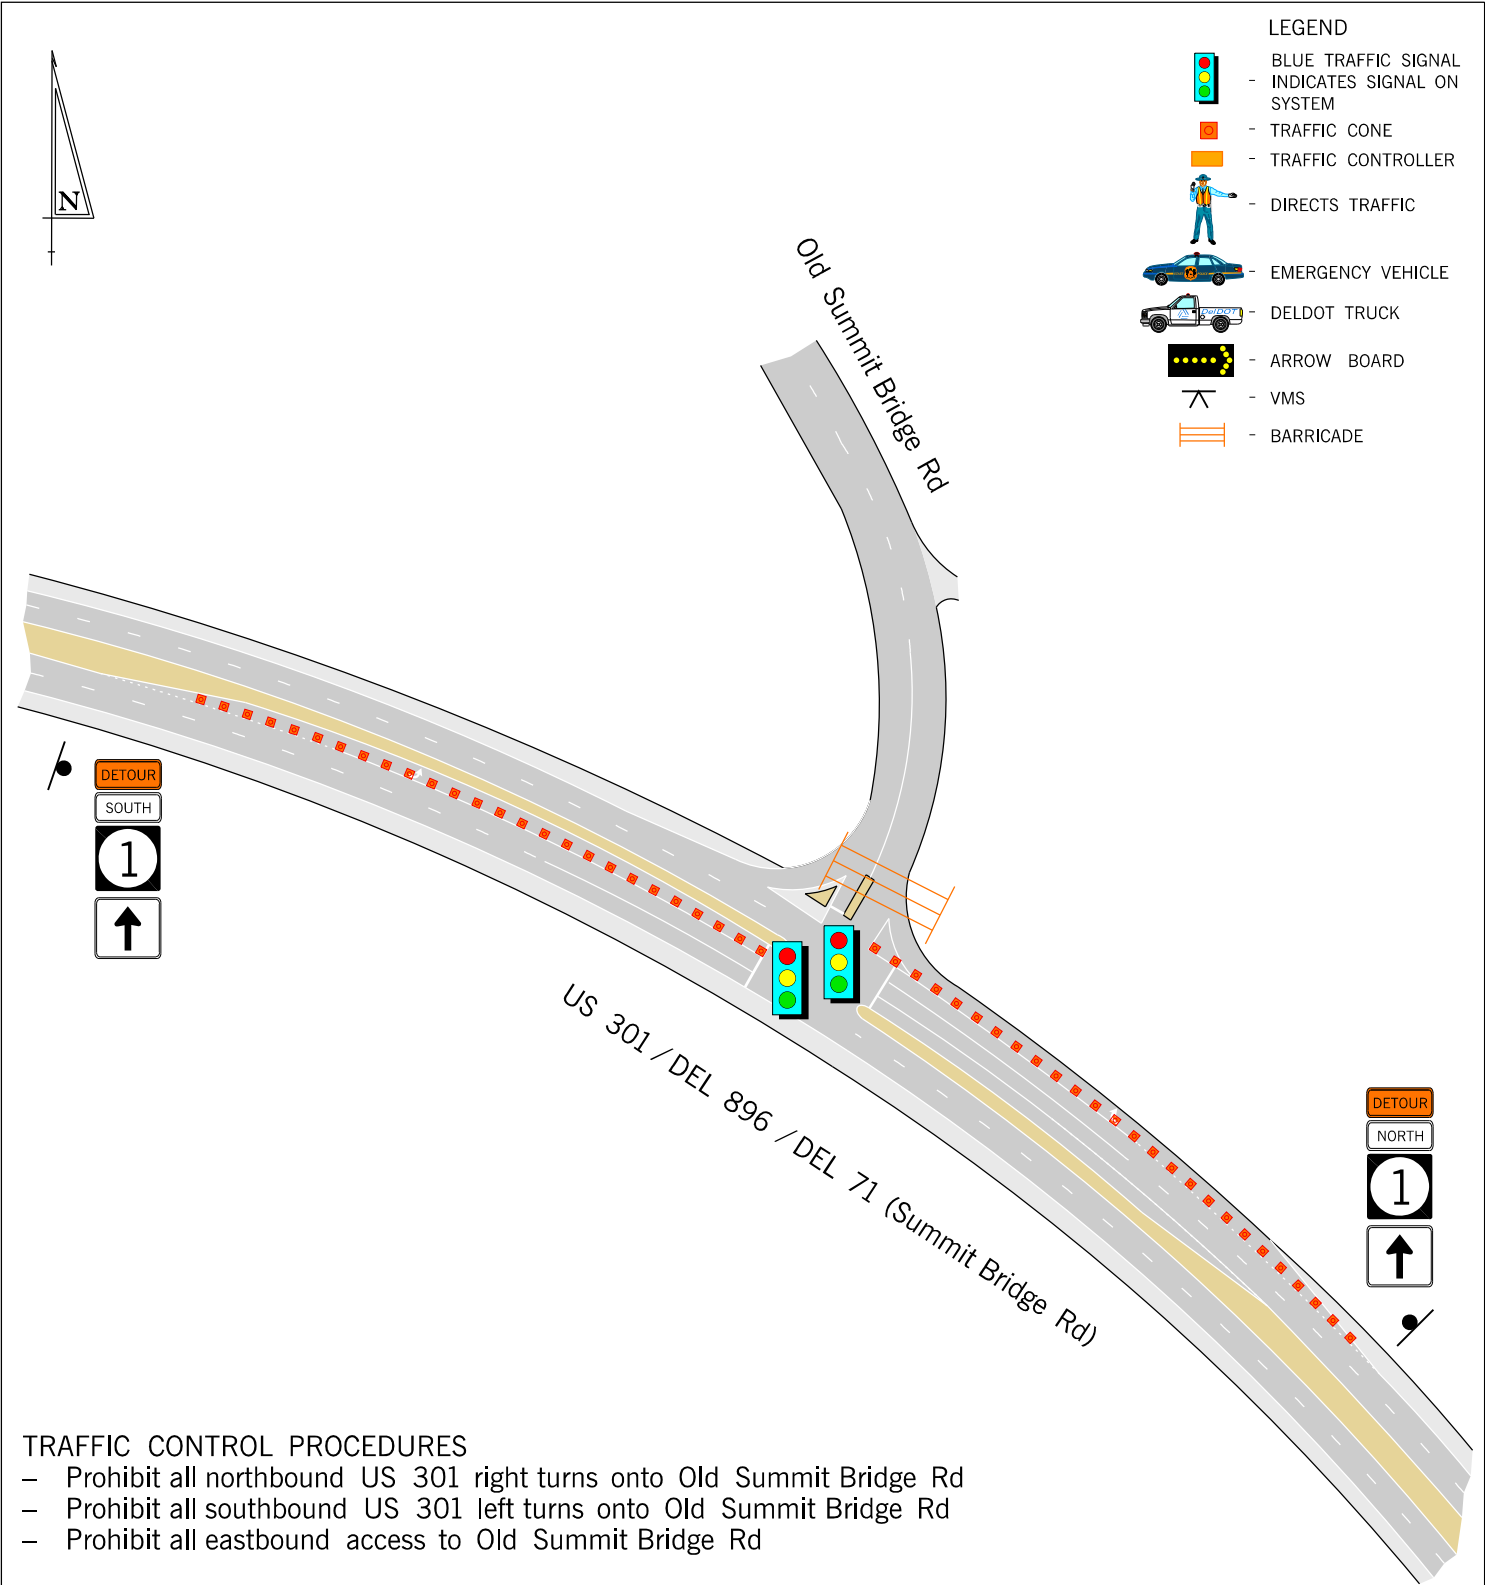 LEGEND
BLUE TRAFFIC SIGNAL
- INDICATES SIGNAL ON
SYSTEM
- TRAFFIC CONE
- TRAFFIC CONTROLLER
- DIRECTS TRAFFIC
- EMERGENCY VEHICLE
DelDOT
- DELDOT TRUCK
- ARROW BOARD
- VMS
- BARRICADE
N
Old Summit Bridge Rd
DETOUR
SOUTH
1
US 301 / DEL 896 / DEL 71 (Summit Bridge Rd)
DETOUR
NORTH
1
TRAFFIC CONTROL PROCEDURES
– Prohibit all northbound US 301 right turns onto Old Summit Bridge Rd
– Prohibit all southbound US 301 left turns onto Old Summit Bridge Rd
– Prohibit all eastbound access to Old Summit Bridge Rd